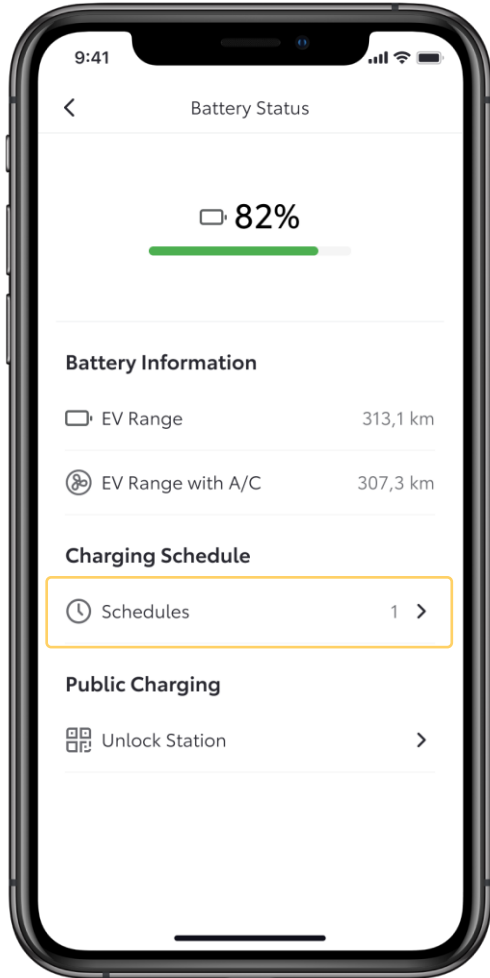 9:41
Battery Status
82%
Battery Information
EV Range 313,1 km
EV Range with A/C 307,3 km
Charging Schedule
Schedules 1
Public Charging
Unlock Station